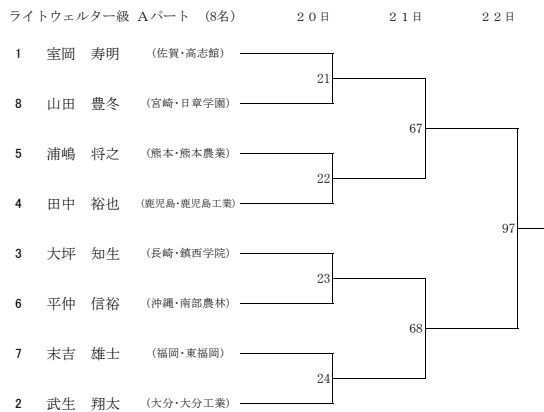 ライトウェルター級 Aパート (8名) 20日 21日 22日
1 室岡 寿明 (佐賀・高志館)
21
8 山田 豊冬 (宮崎・日章学園)
67
5 浦嶋 将之 (熊本・熊本農業)
22
4 田中 裕也 (鹿児島・鹿児島工業)
97
3 大坪 知生 (長崎・鎮西学院)
23
6 平仲 信裕 (沖縄・南部農林)
68
7 末吉 雄士 (福岡・東福岡)
24
2 武生 翔太 (大分・大分工業)